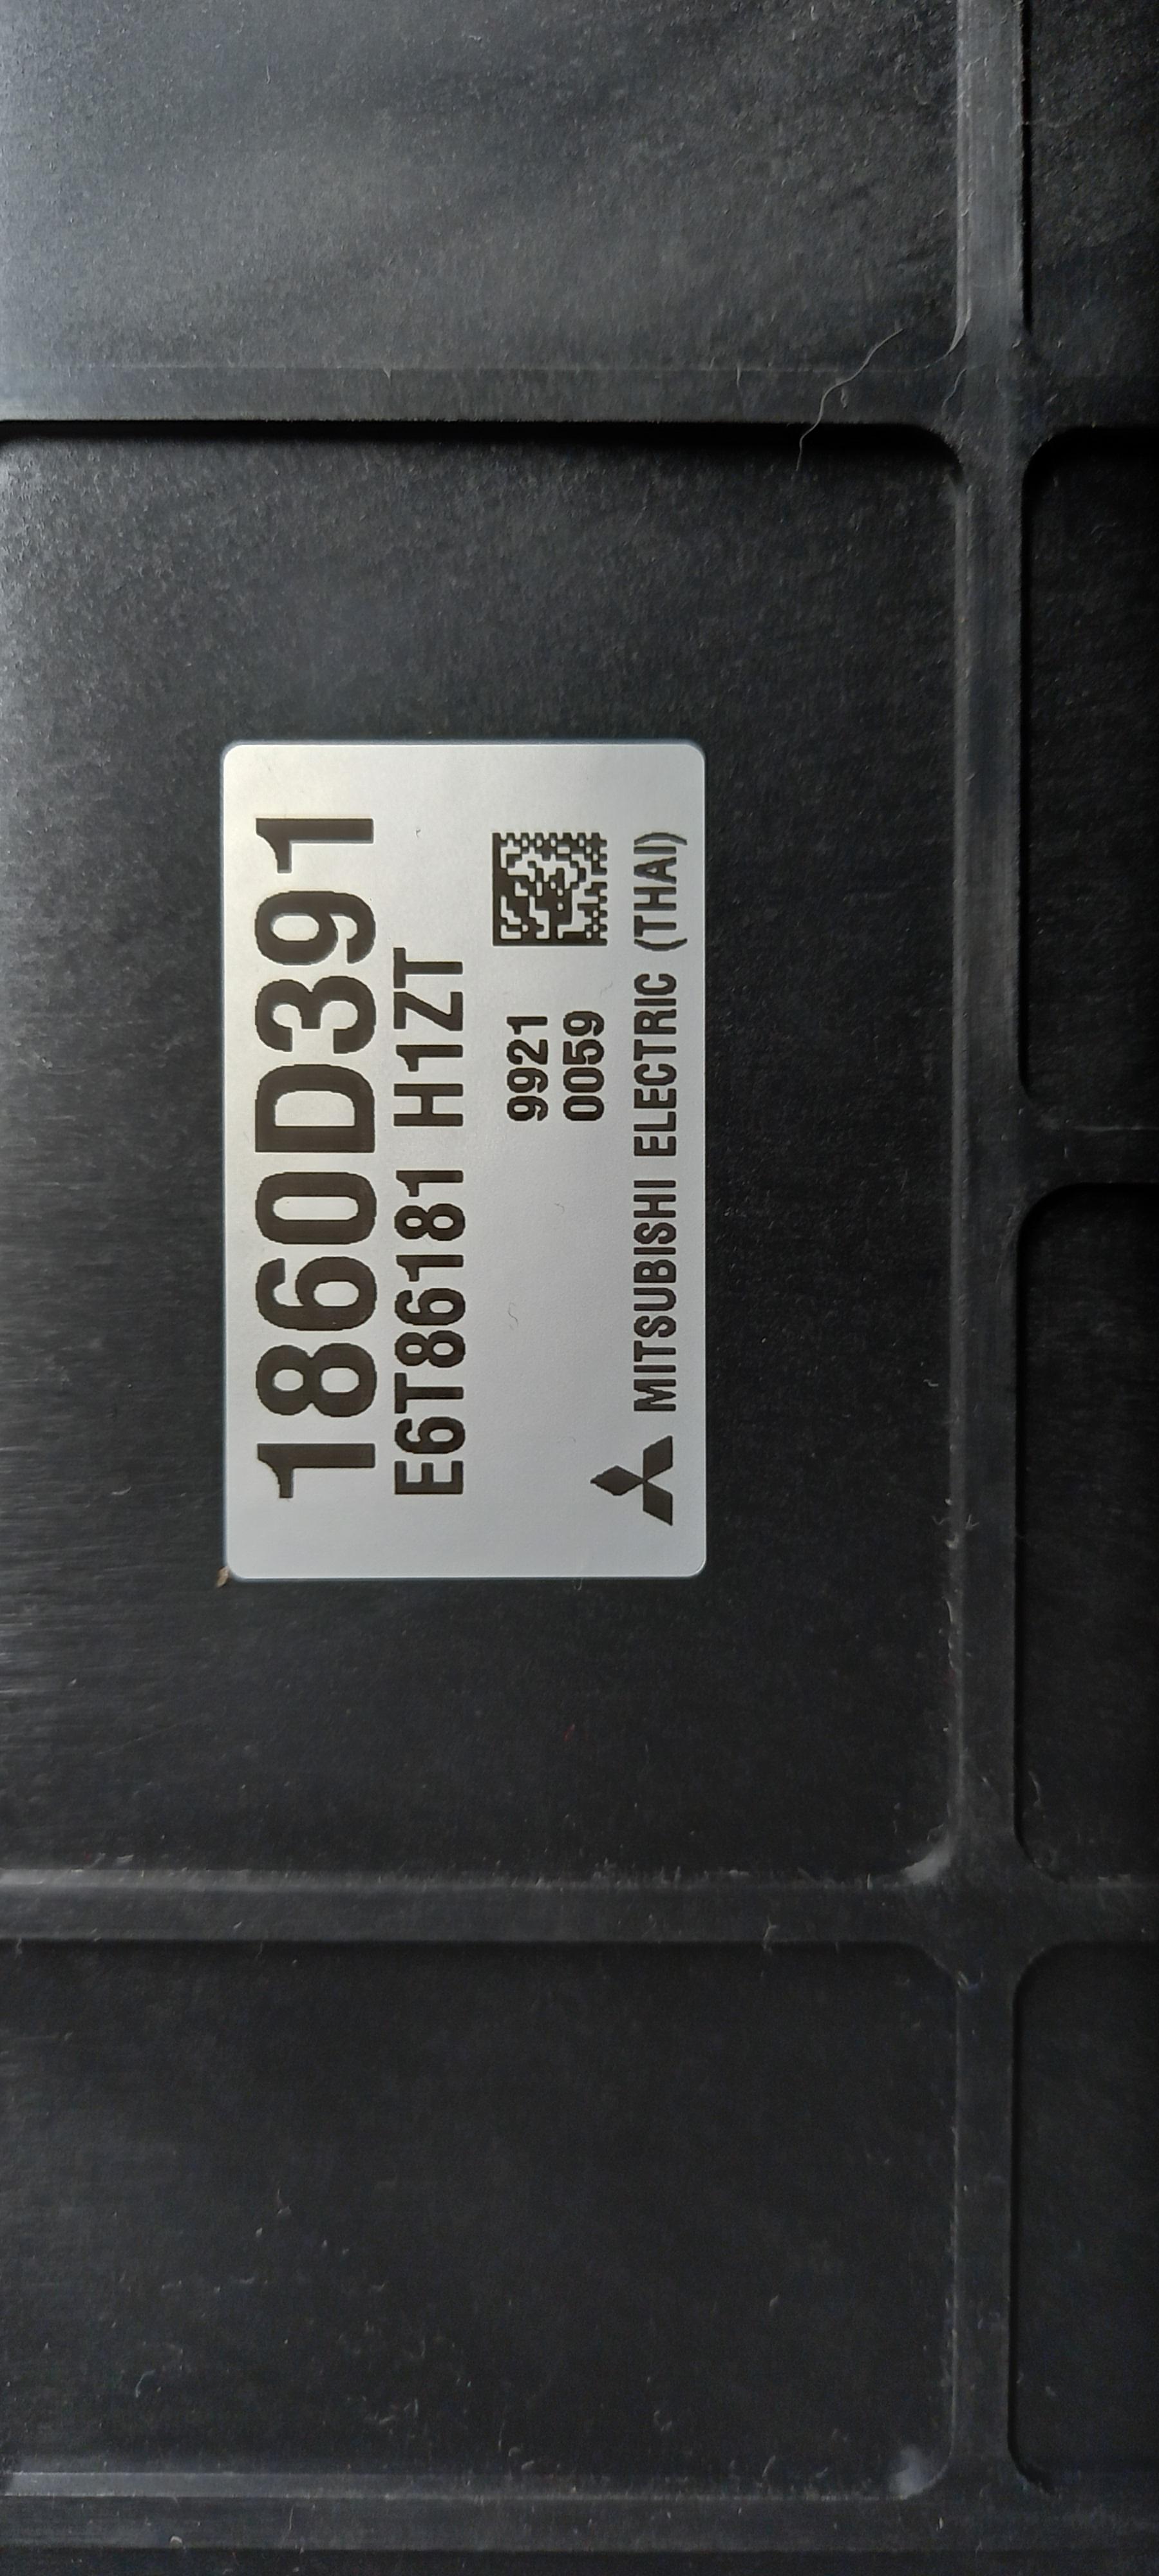 1860D391
E6T86181 H1ZT
9921
0059
MITSUBISHI ELECTRIC (THAI)